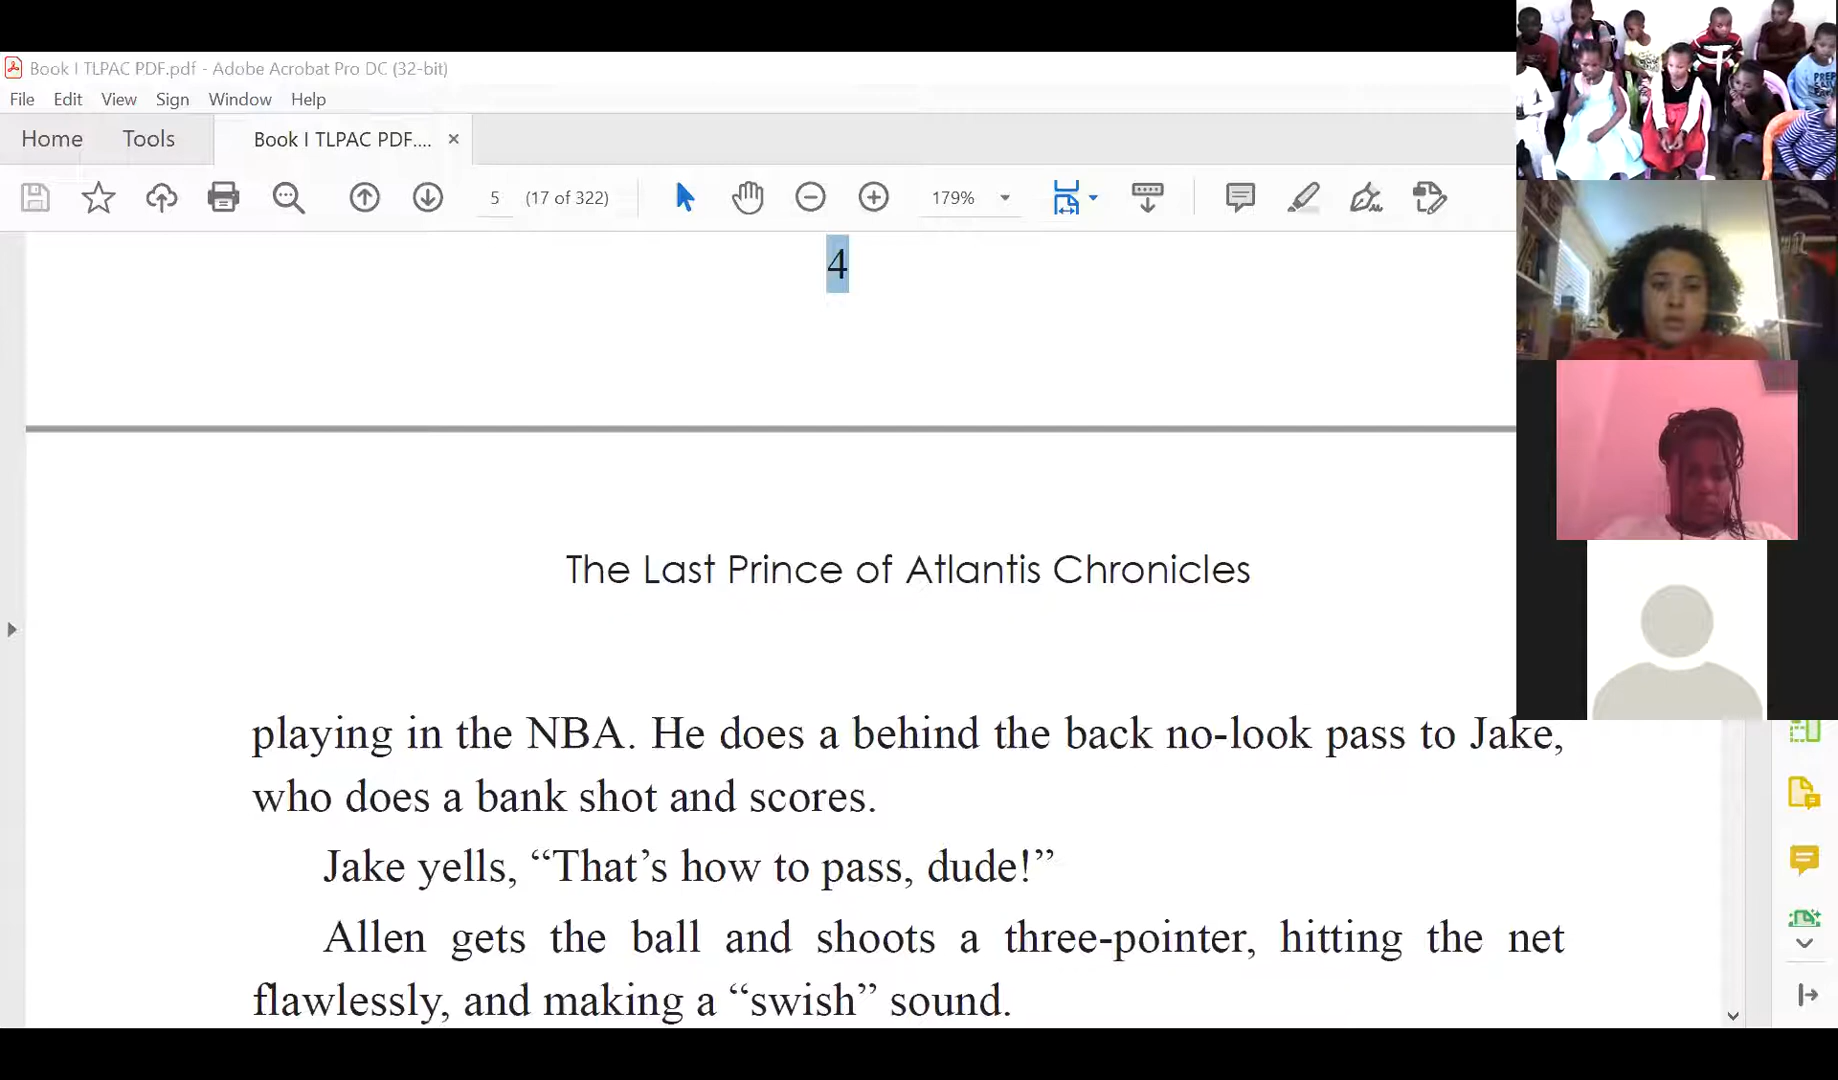 Book I TLPAC PDF.pdf - Adobe Acrobat Pro DC (32-bit)
File Edit View Sign Window Help
Home Tools Book I TLPAC PDF.... ×
5 (17 of 322) 179%
4
The Last Prince of Atlantis Chronicles
playing in the NBA. He does a behind the back no-look pass to Jake,
who does a bank shot and scores.
Jake yells, “That’s how to pass, dude!”
Allen gets the ball and shoots a three-pointer, hitting the net
flawlessly, and making a “swish” sound.